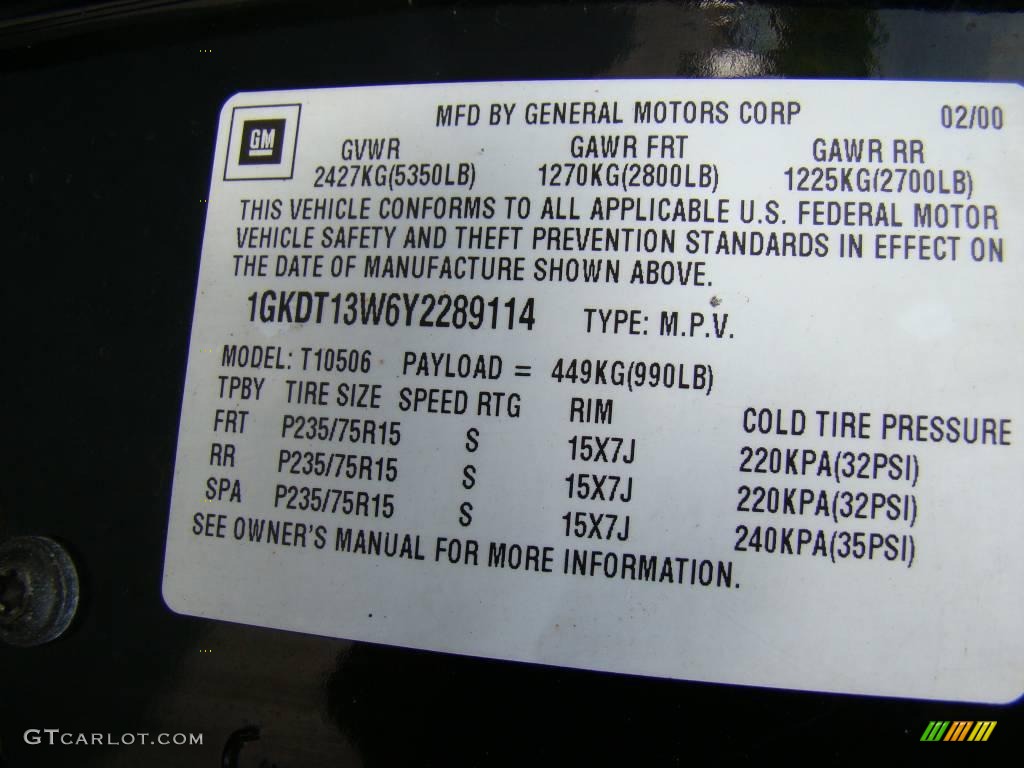 MFD BY GENERAL MOTORS CORP 02/00
GM
GVWR GAWR FRT GAWR RR
2427KG(5350LB) 1270KG(2800LB) 1225KG(2700LB)
THIS VEHICLE CONFORMS TO ALL APPLICABLE U.S. FEDERAL MOTOR
VEHICLE SAFETY AND THEFT PREVENTION STANDARDS IN EFFECT ON
THE DATE OF MANUFACTURE SHOWN ABOVE.
1GKDT13W6Y2289114 TYPE: M.P.V.
MODEL: T10506 PAYLOAD = 449KG(990LB)
TPBY TIRE SIZE SPEED RTG RIM COLD TIRE PRESSURE
FRT P235/75R15 S 15X7J 220KPA(32PSI)
RR P235/75R15 S 15X7J 220KPA(32PSI)
SPA P235/75R15 S 15X7J 240KPA(35PSI)
SEE OWNER'S MANUAL FOR MORE INFORMATION.
GTCARLOT.COM